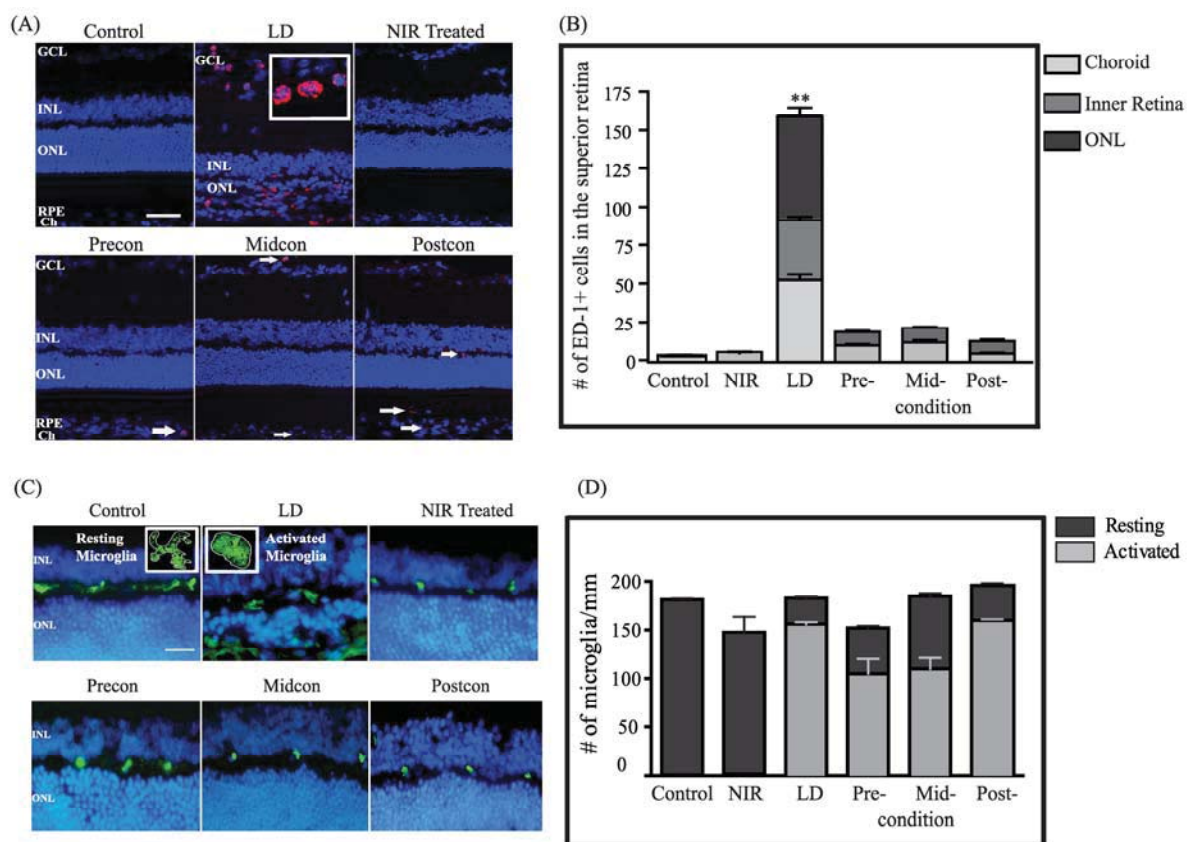 (A)
Control LD NIR Treated
GCL
INL
ONL
RPE
Ch
GCL
INL
ONL
Precon Midcon Postcon
GCL
INL
ONL
RPE
Ch
(B)
# of ED-1+ cells in the superior retina
175
150
100
75
50
25
0
**
Control NIR LD Pre- Mid- Post-
condition
Choroid
Inner Retina
ONL
(C)
Control LD NIR Treated
Resting
Microglia
Activated
Microglia
INL
ONL
Precon Midcon Postcon
INL
ONL
(D)
# of microglia/mm
200
150
100
50
0
Control NIR LD Pre- Mid- Post-
condition
Resting
Activated